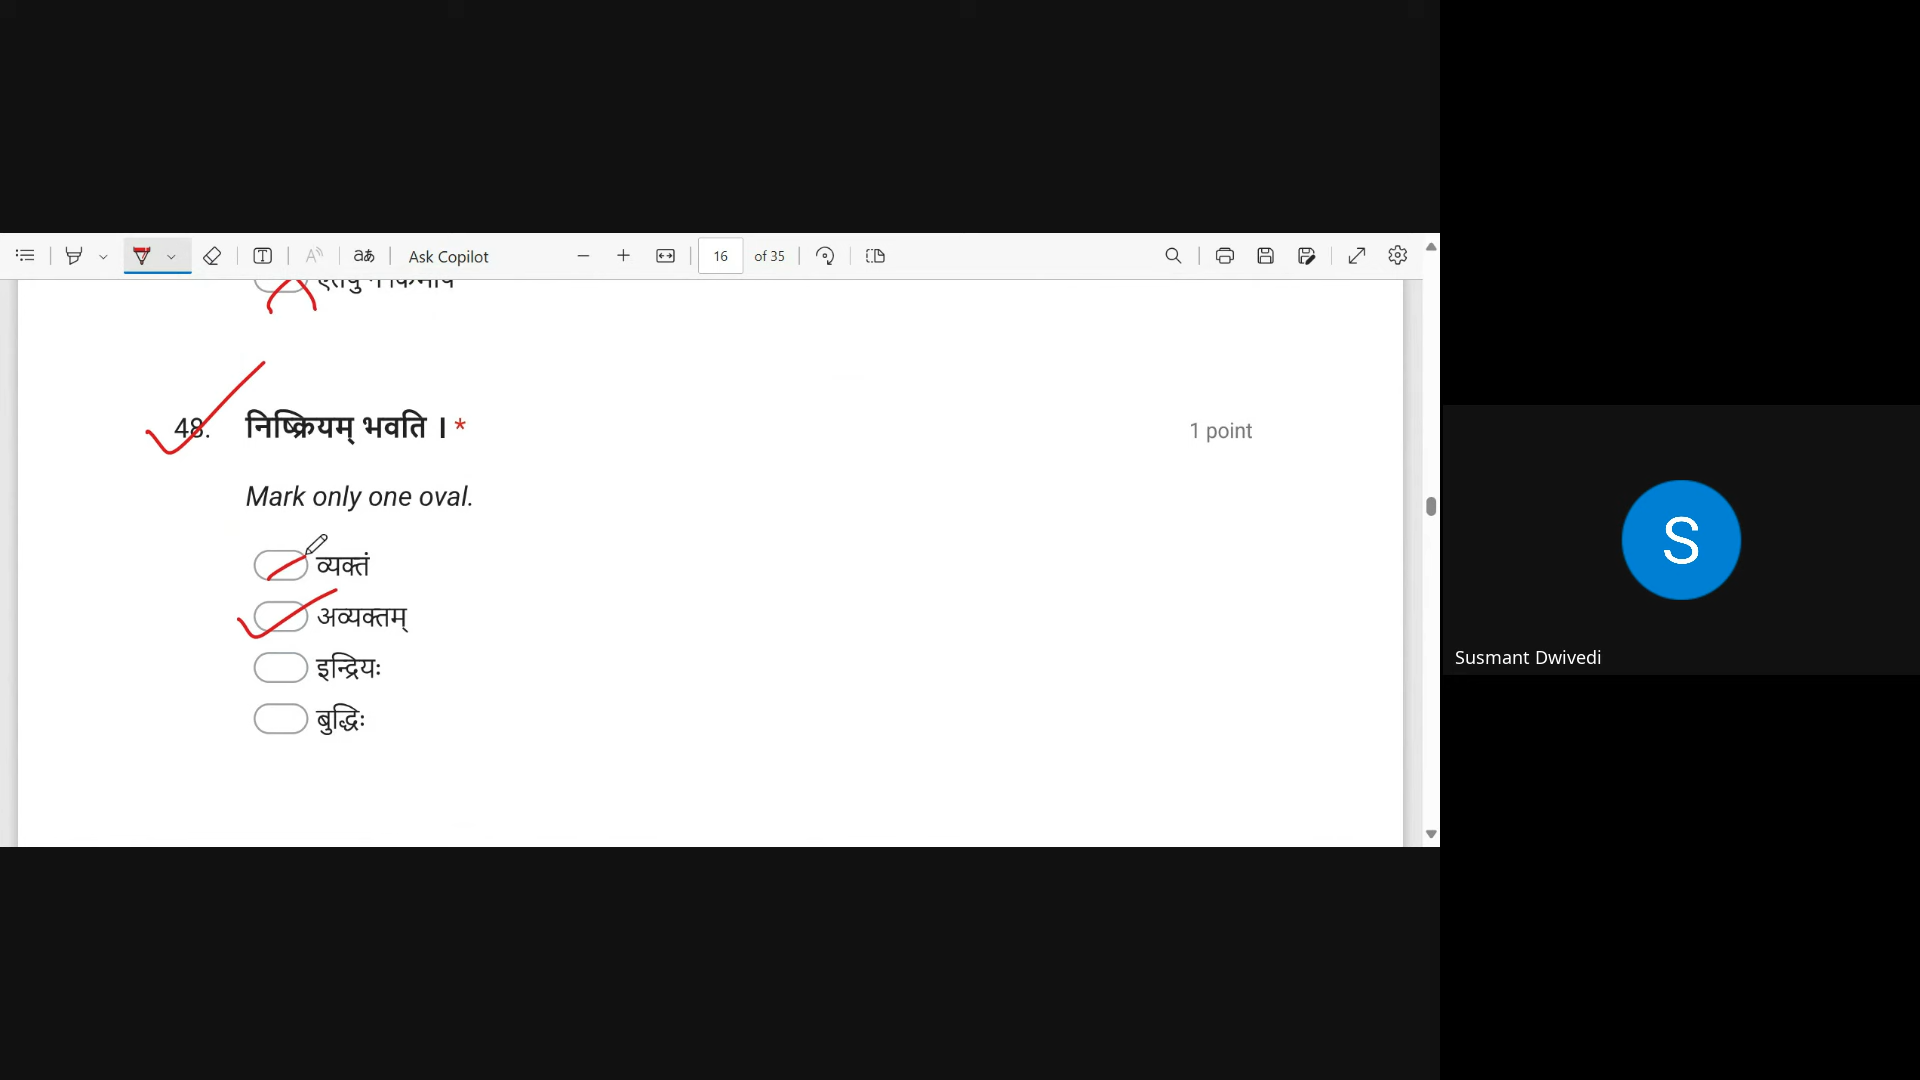 Ask Copilot
16 of 35
48. निष्क्रियम् भवति । *
1 point
Mark only one oval.
व्यक्तं
अव्यक्तम्
इन्द्रियः
बुद्धिः
S
Susmant Dwivedi